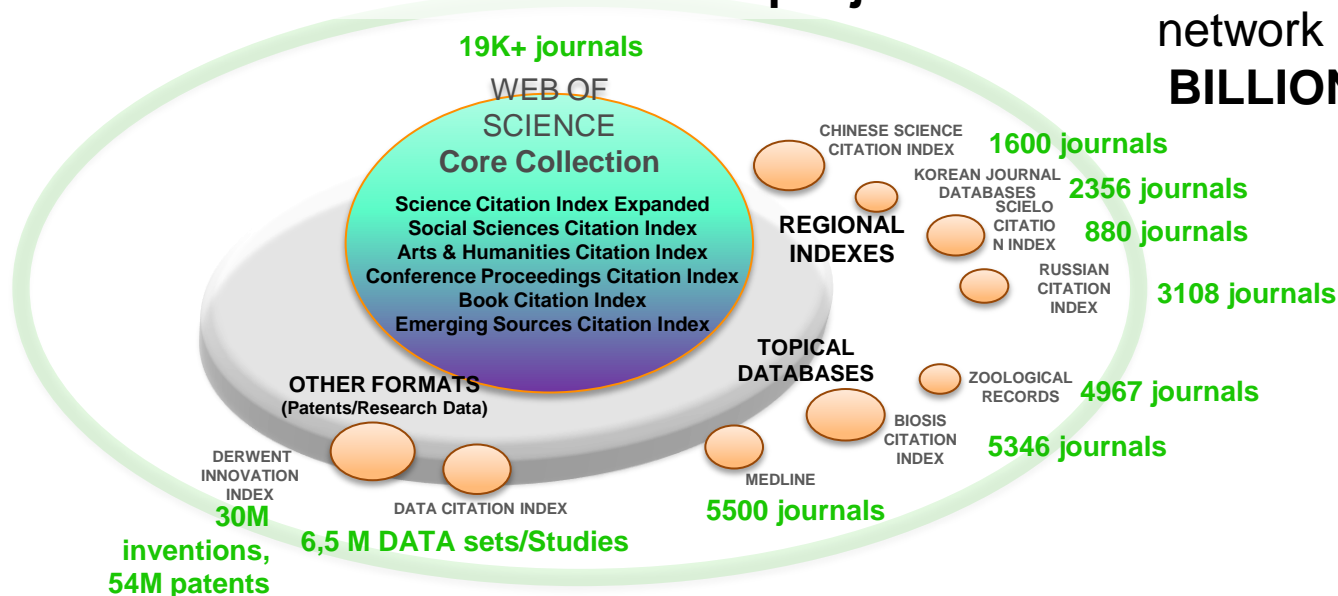 network
BILLION
19K+ journals
WEB OF
SCIENCE
Core Collection
Science Citation Index Expanded
Social Sciences Citation Index
Arts & Humanities Citation Index
Conference Proceedings Citation Index
Book Citation Index
Emerging Sources Citation Index
CHINESE SCIENCE
CITATION INDEX
1600 journals
KOREAN JOURNAL
DATABASES
2356 journals
REGIONAL
INDEXES
SCIELO
CITATIO
N INDEX
880 journals
RUSSIAN
CITATION
INDEX
3108 journals
TOPICAL
DATABASES
ZOOLOGICAL
RECORDS
4967 journals
BIOSIS
CITATION
INDEX
5346 journals
MEDLINE
5500 journals
OTHER FORMATS
(Patents/Research Data)
DERWENT
INNOVATION
INDEX
30M
inventions,
54M patents
DATA CITATION INDEX
6,5 M DATA sets/Studies